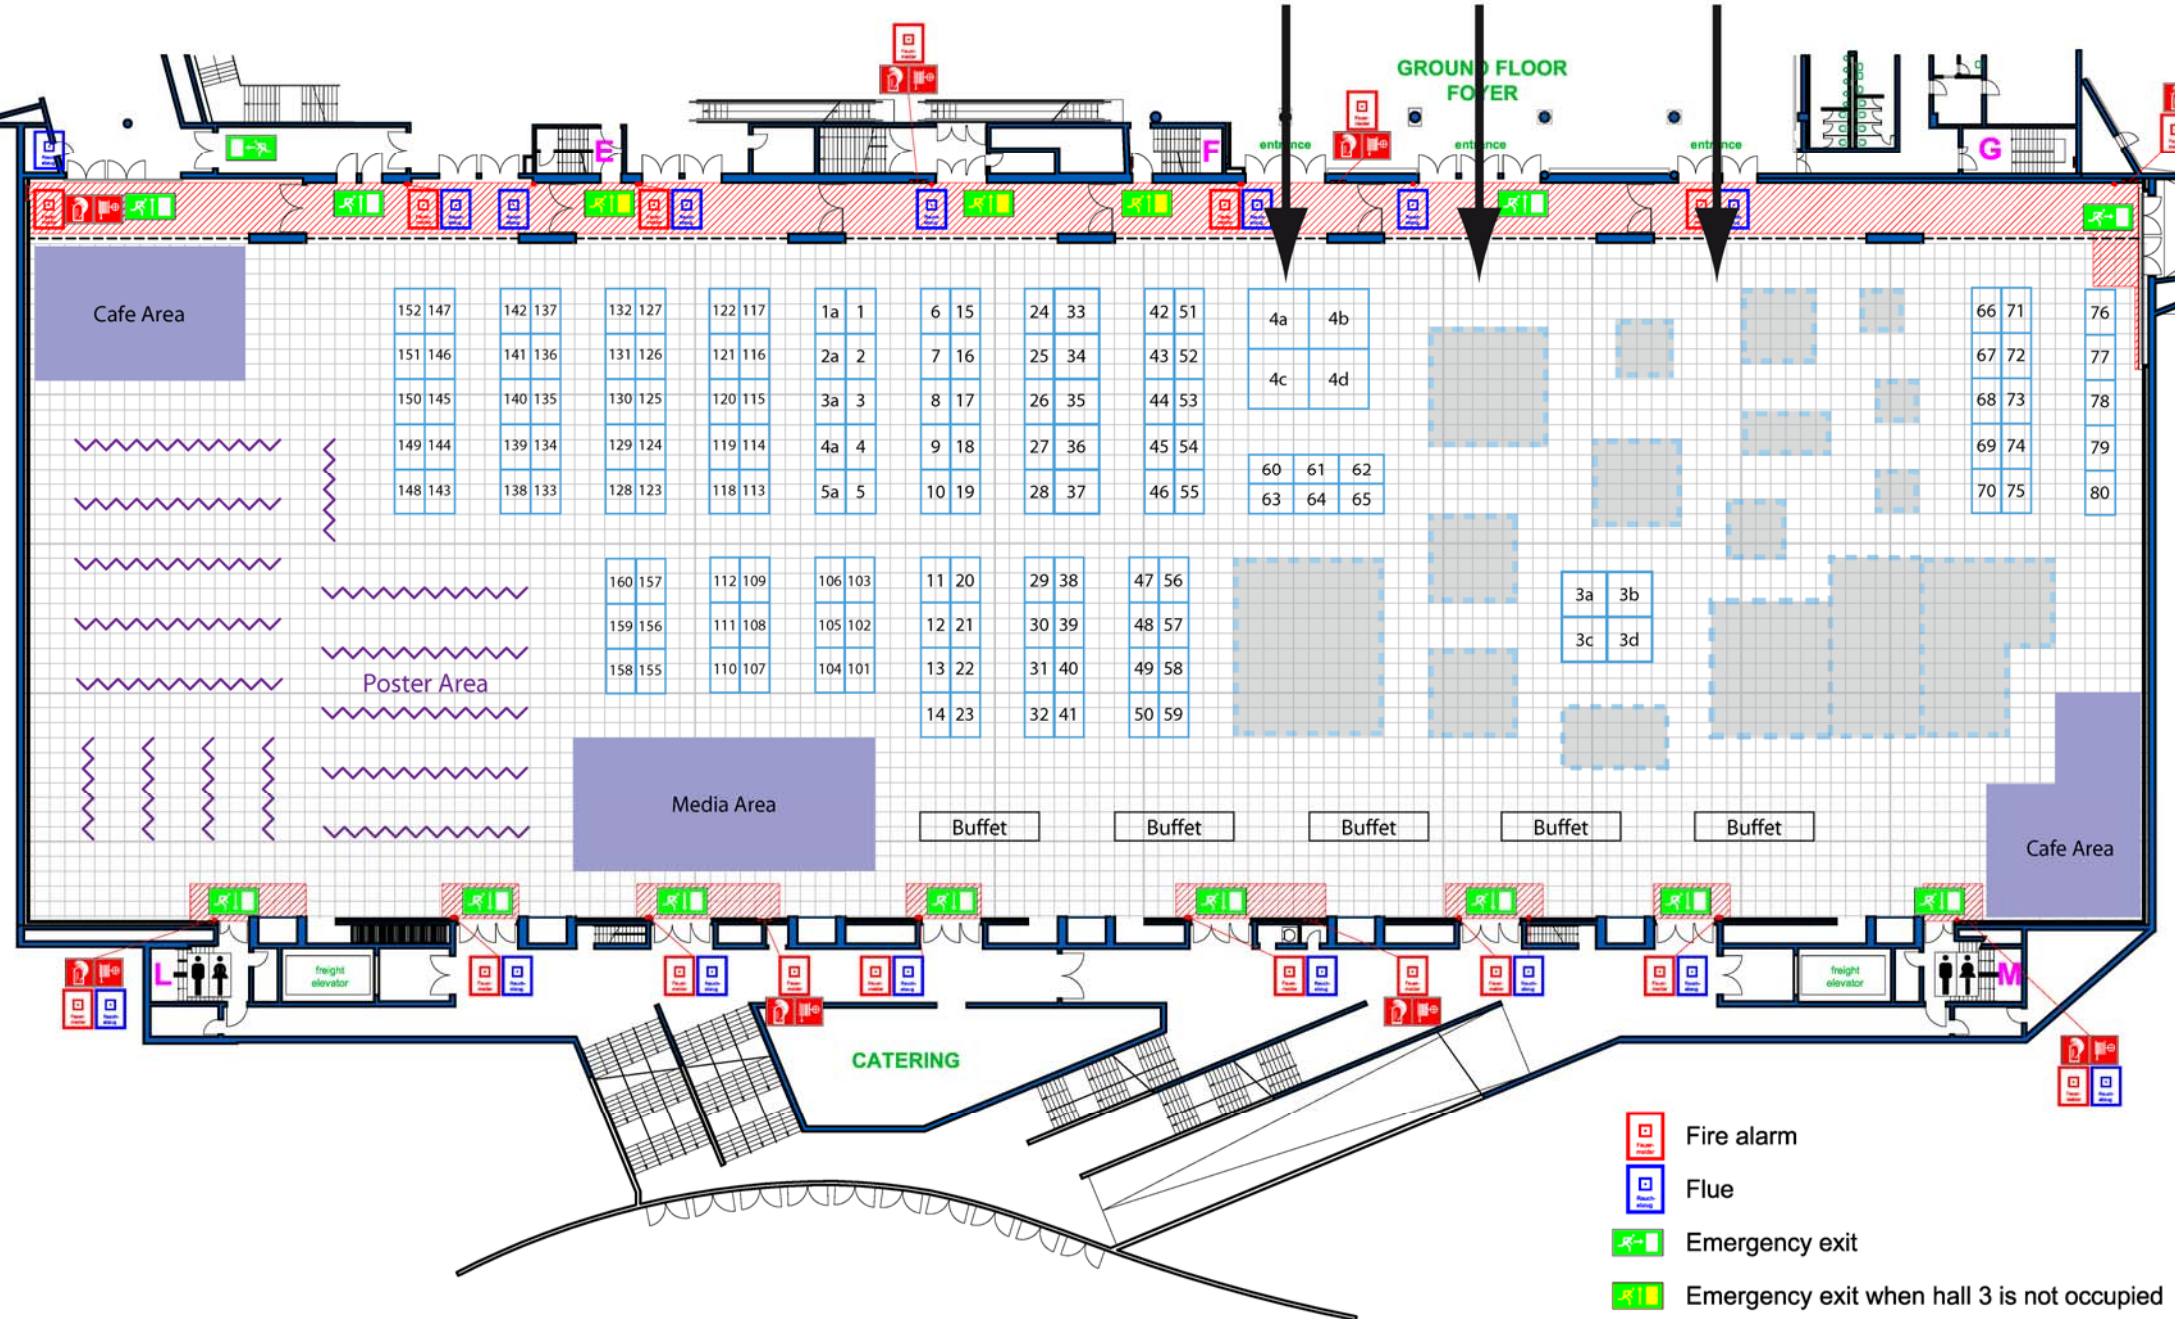 GROUND FLOOR
FOYER
entrance entrance entrance
E F G
Cafe Area
152 147 142 137 132 127 122 117 1a 1 6 15 24 33 42 51 4a 4b 66 71 76
151 146 141 136 131 126 121 116 2a 2 7 16 25 34 43 52 67 72 77
150 145 140 135 130 125 120 115 3a 3 8 17 26 35 44 53 4c 4d 68 73 78
149 144 139 134 129 124 119 114 4a 4 9 18 27 36 45 54 69 74 79
60 61 62
148 143 138 133 128 123 118 113 5a 5 10 19 28 37 46 55 63 64 65 70 75 80
160 157 112 109 106 103 11 20 29 38 47 56 3a 3b
159 156 111 108 105 102 12 21 30 39 48 57 3c 3d
158 155 110 107 104 101 13 22 31 40 49 58
Poster Area
14 23 32 41 50 59
Media Area
Buffet Buffet Buffet Buffet Buffet
Cafe Area
L freight
elevator
freight
elevator M
CATERING
Fire alarm
Flue
Emergency exit
Emergency exit when hall 3 is not occupied